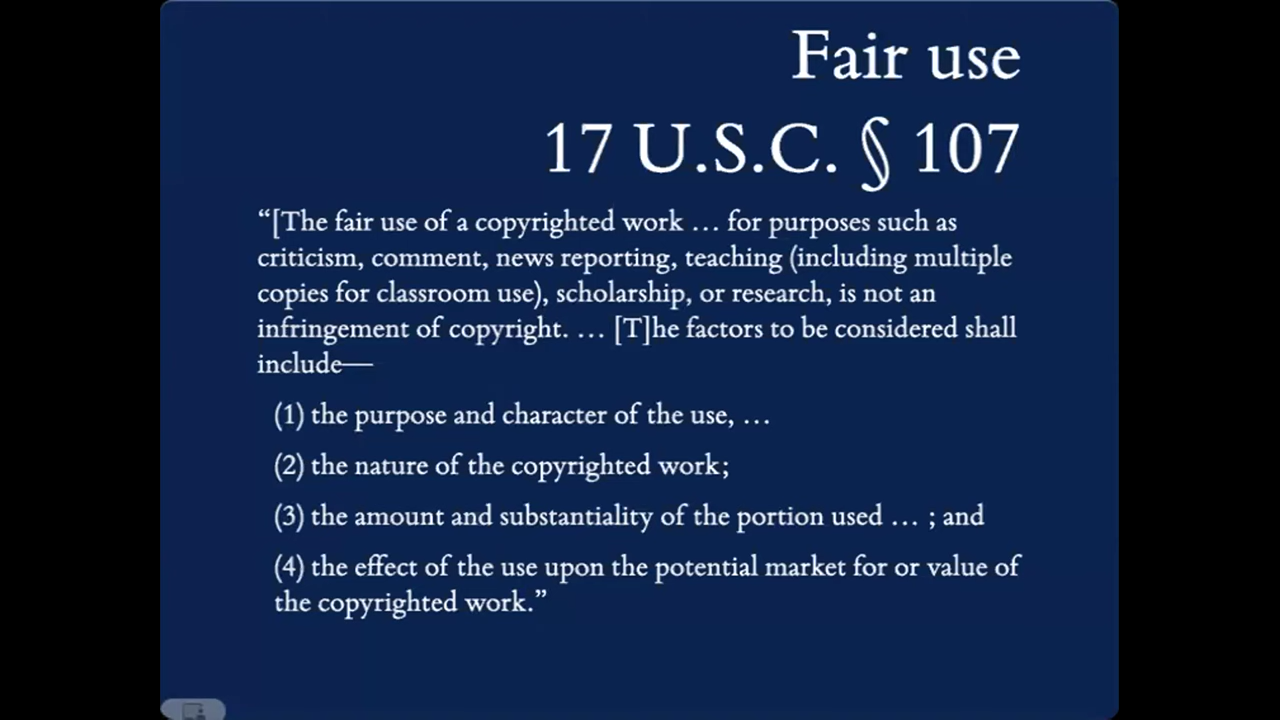 Fair use
17 U.S.C. § 107
“[The fair use of a copyrighted work … for purposes such as
criticism, comment, news reporting, teaching (including multiple
copies for classroom use), scholarship, or research, is not an
infringement of copyright. … [T]he factors to be considered shall
include—
(1) the purpose and character of the use, …
(2) the nature of the copyrighted work;
(3) the amount and substantiality of the portion used … ; and
(4) the effect of the use upon the potential market for or value of
the copyrighted work.”